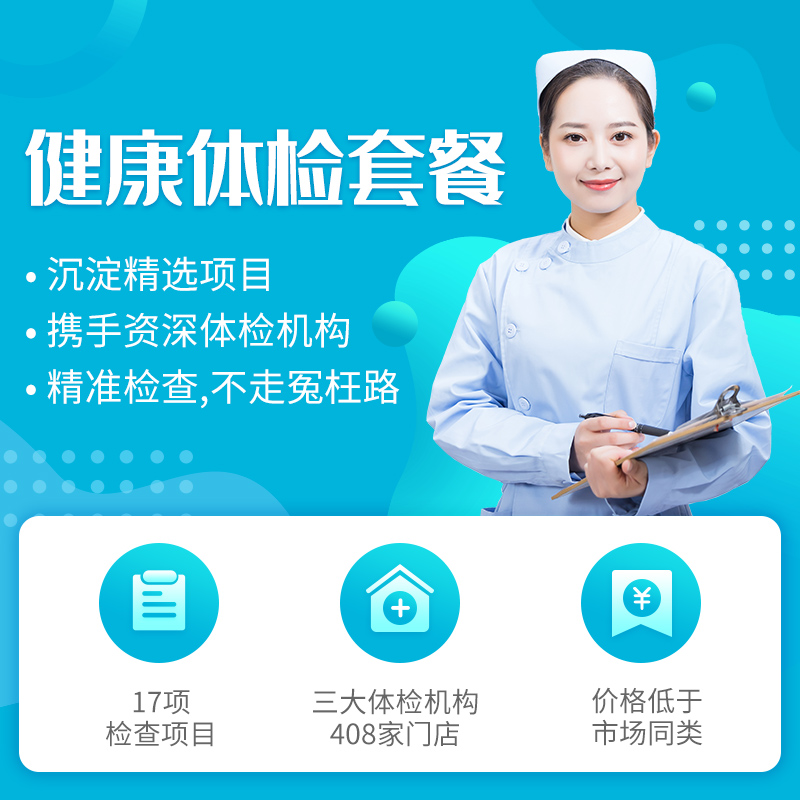 健康体检套餐
• 沉淀精选项目
• 携手资深体检机构
• 精准检查,不走冤枉路
17项
检查项目
三大体检机构
408家门店
¥
价格低于
市场同类